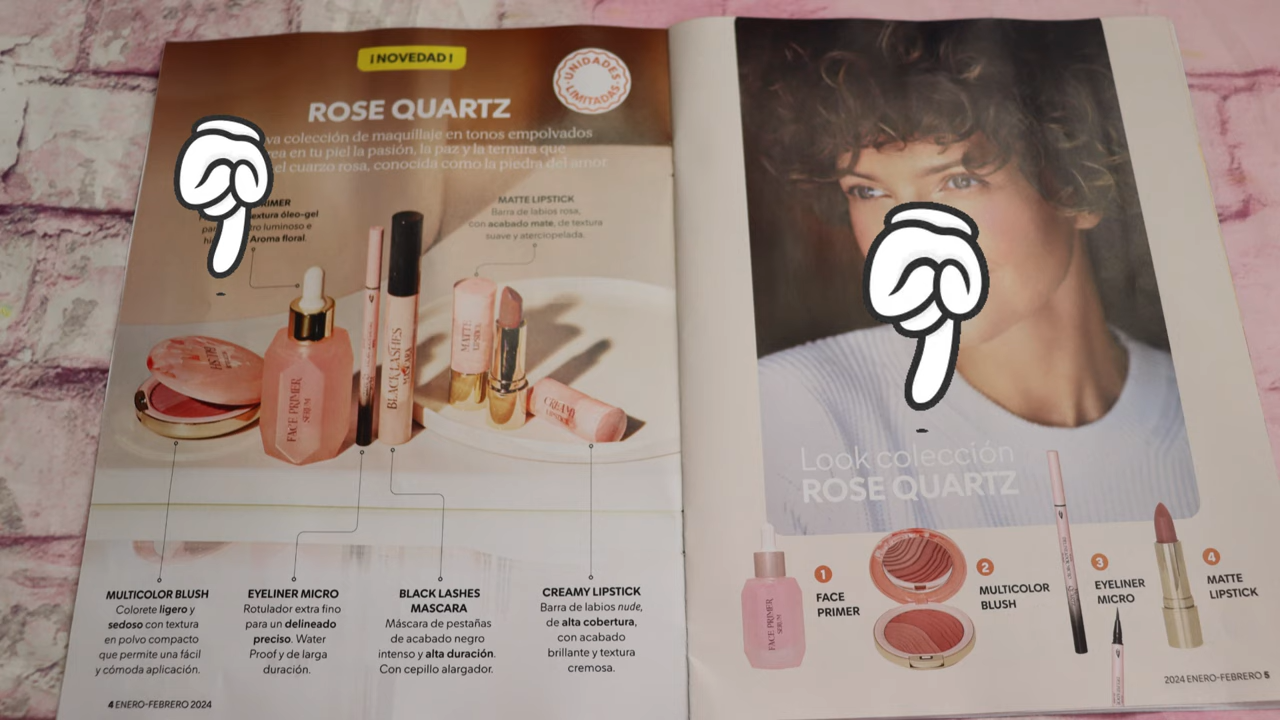 ¡NOVEDAD!
UNIDADES LIMITADAS
ROSE QUARTZ
va colección de maquillaje en tonos empolvados
rea en tu piel la pasión, la paz y la ternura que
el cuarzo rosa, conocida como la piedra del amor.
RIMER
extura óleo-gel
tro luminoso e
Aroma floral.
MATTE LIPSTICK
Barra de labios rosa,
con acabado mate, de textura
suave y aterciopelada.
BLUSH
FACE PRIMER
SERUM
BLACK LASHES
MASCARA
MATTE
LIPSTICK
CREAMY
LIPSTICK
MULTICOLOR BLUSH
Colorete ligero y
sedoso con textura
en polvo compacto
que permite una fácil
y cómoda aplicación.
EYELINER MICRO
Rotulador extra fino
para un delineado
preciso. Water
Proof y de larga
duración.
BLACK LASHES
MASCARA
Máscara de pestañas
de acabado negro
intenso y alta duración.
Con cepillo alargador.
CREAMY LIPSTICK
Barra de labios nude,
de alta cobertura,
con acabado
brillante y textura
cremosa.
4 ENERO-FEBRERO 2024
Look colección
ROSE QUARTZ
FACE PRIMER
SERUM
1
FACE
PRIMER
2
MULTICOLOR
BLUSH
3
EYELINER
MICRO
4
MATTE
LIPSTICK
2024 ENERO-FEBRERO 5